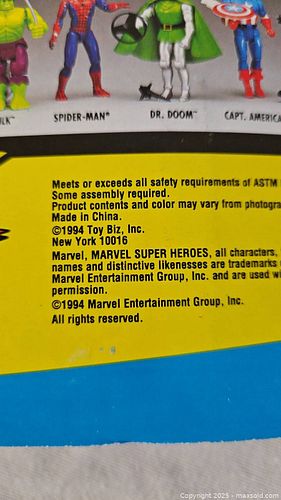 SPIDER-MAN®
DR. DOOM™
CAPT. AMERICA
Meets or exceeds all safety requirements of ASTM
Some assembly required.
Product contents and color may vary from
Made in China.
©1994 Toy Biz, Inc.
New York 10016
Marvel, MARVEL SUPER HEROES, all characters,
names and distinctive likenesses are trademarks
Marvel Entertainment Group, Inc. and are used
permission.
©1994 Marvel Entertainment Group, Inc.
All rights reserved.
Copyright 2025 - maxsold.com